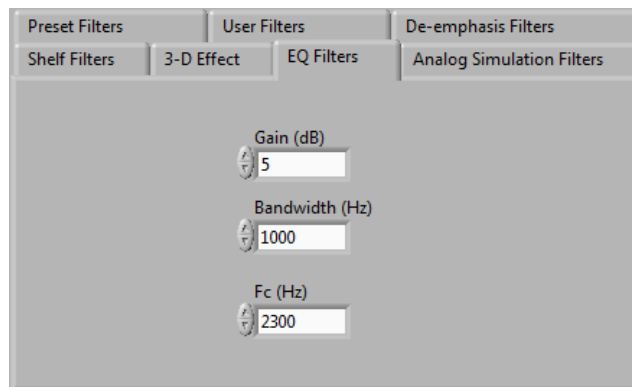 Preset Filters User Filters De-emphasis Filters
Shelf Filters 3-D Effect EQ Filters Analog Simulation Filters
Gain (dB)
5
Bandwidth (Hz)
1000
Fc (Hz)
2300